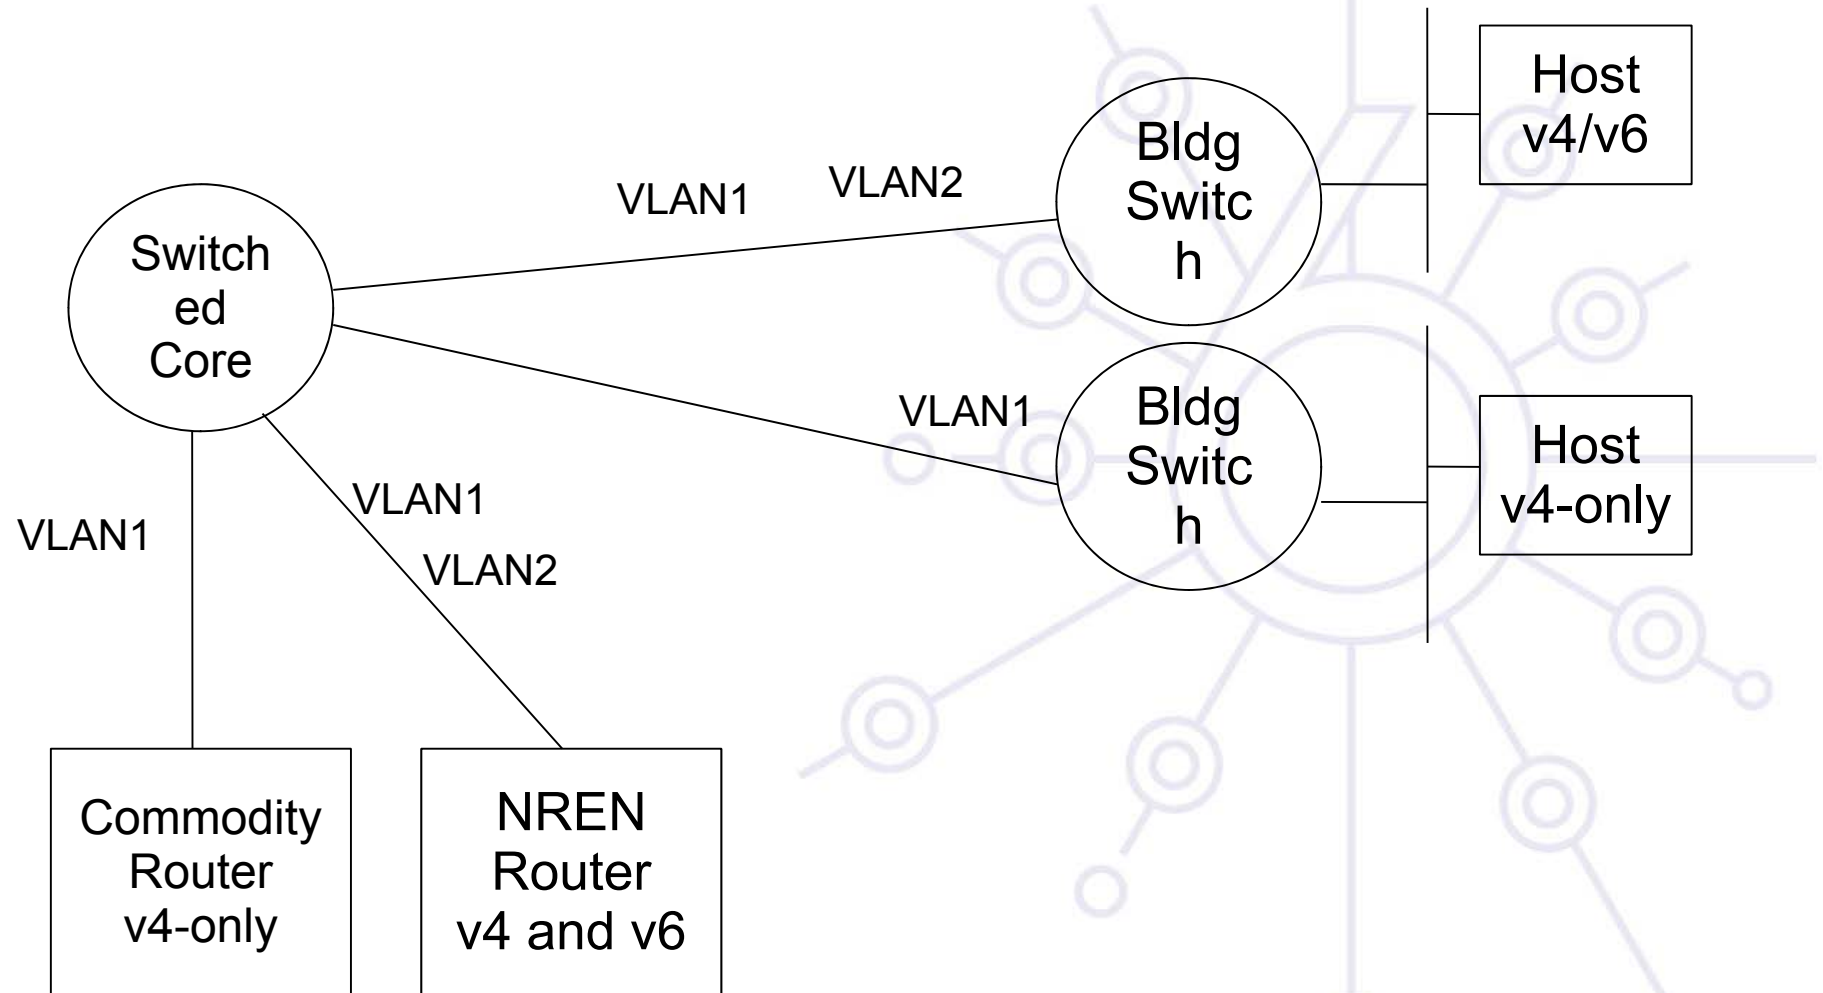 Host
v4/v6
Bldg
Switc
h
VLAN1
VLAN2
Switch
ed
Core
Bldg
Switc
h
VLAN1
Host
v4-only
VLAN1
VLAN1
VLAN2
Commodity
Router
v4-only
NREN
Router
v4 and v6